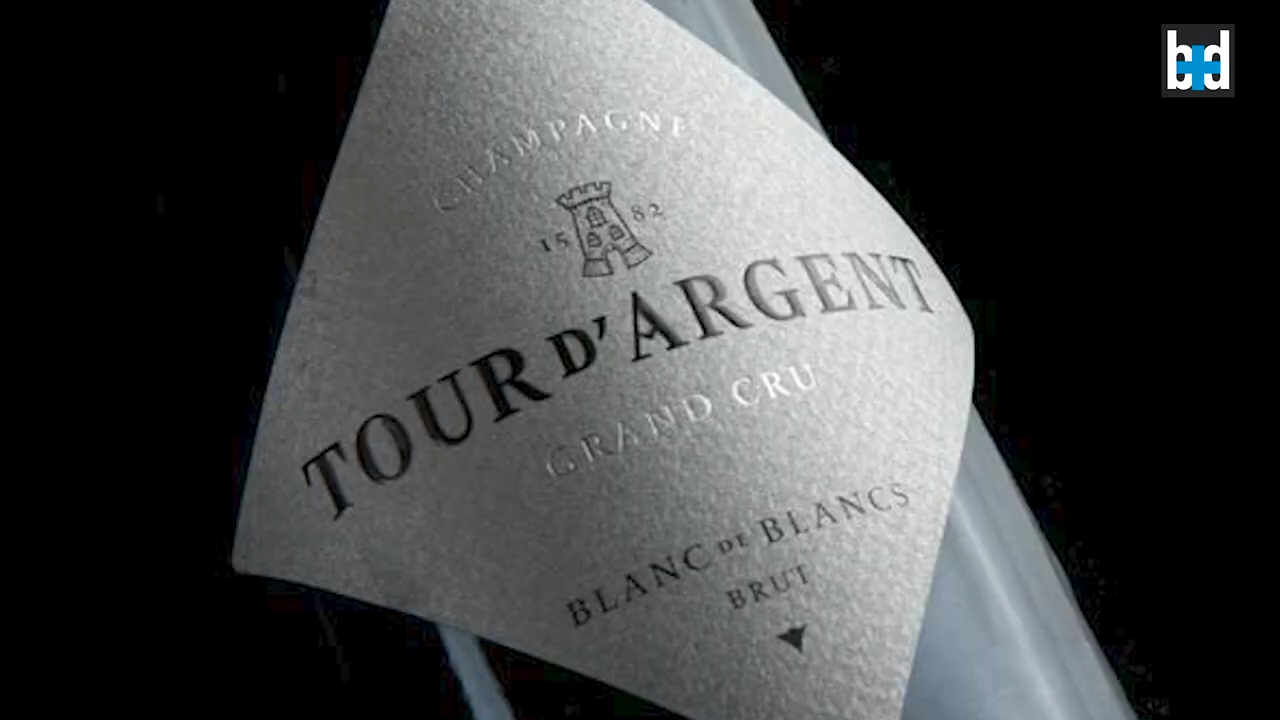 b+d
CHAMPAGNE
15 82
TOUR D'ARGENT
GRAND CRU
BLANC DE BLANCS
BRUT